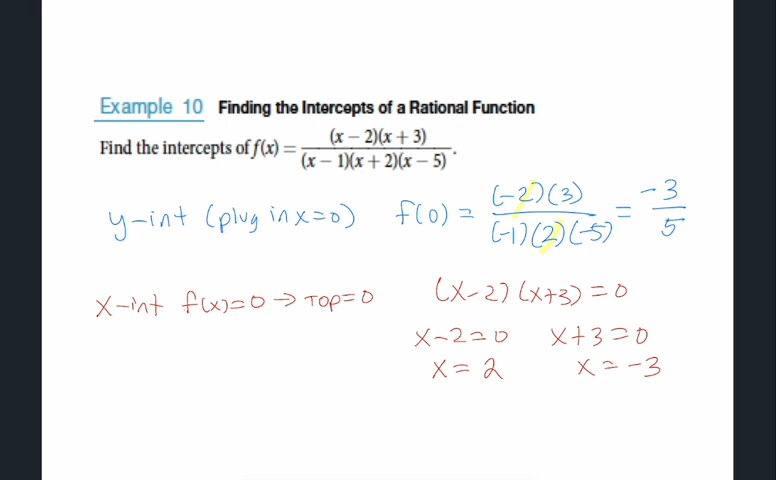 Example 10 Finding the Intercepts of a Rational Function
Find the intercepts of f(x) = (x − 2)(x + 3) / (x − 1)(x + 2)(x − 5).
y-int (plug in x=0) f(0) = (-2)(3) / (-1)(2)(-5) = -3/5
x-int f(x)=0 → TOP=0 (x-2)(x+3)=0
x-2=0 x+3=0
x=2 x=-3